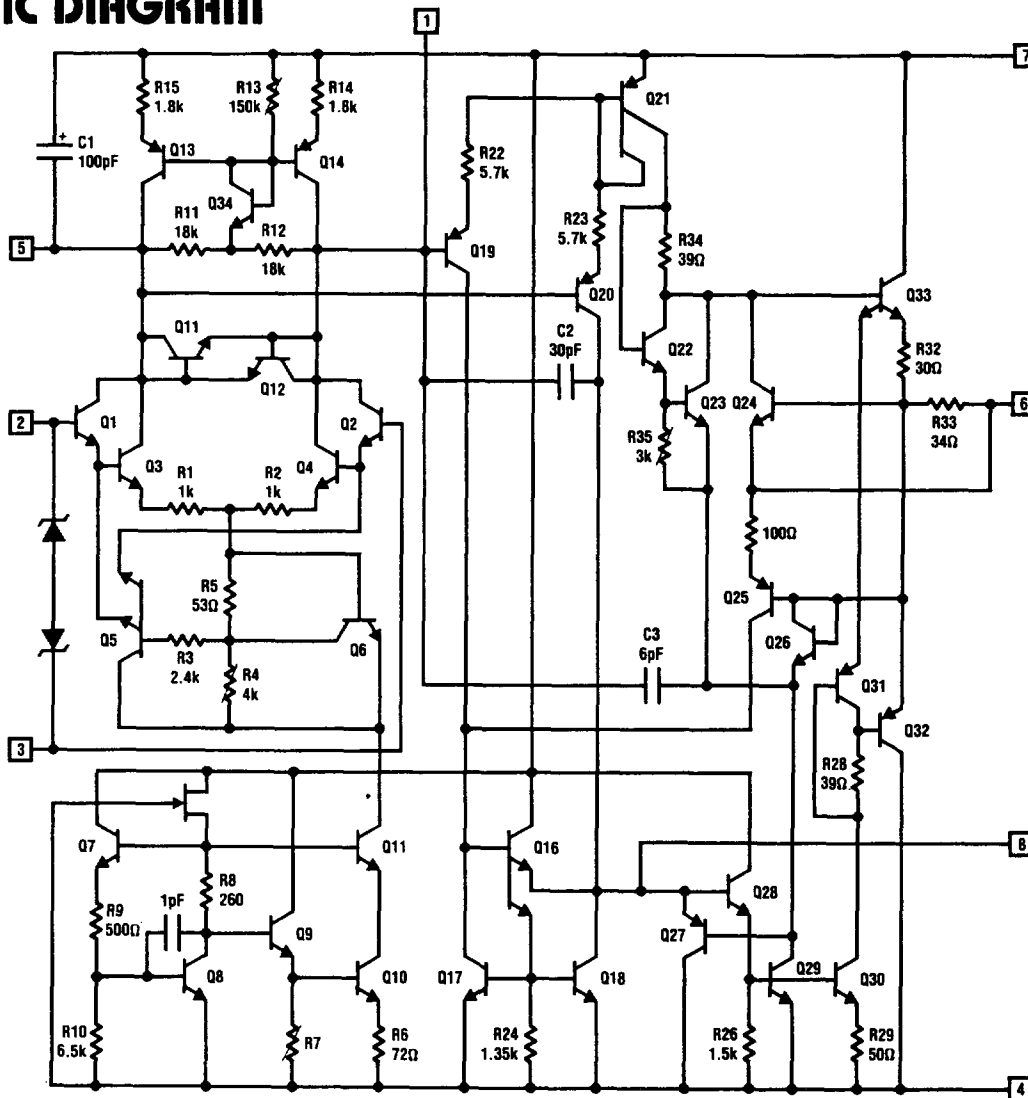 IC DIAGRAM
1
7
R15
1.8k
R13
150k
R14
1.8k
Q21
+
C1
100pF
Q13
Q14
R22
5.7k
Q34
R11
18k
R12
18k
R23
5.7k
R34
39Ω
5
Q19
Q20
Q33
Q11
Q12
C2
30pF
Q22
R32
30Ω
2
Q1
Q2
Q23
Q24
R33
34Ω
6
Q3
Q4
R1
1k
R2
1k
R35
3k
100Ω
R5
53Ω
Q5
Q6
Q25
R3
2.4k
R4
4k
C3
6pF
Q26
Q31
Q32
3
R28
39Ω
Q7
Q11
Q16
8
R8
260
R9
500Ω
1pF
Q9
Q28
Q27
Q8
Q10
Q17
Q18
Q29
Q30
R10
6.5k
R7
R6
72Ω
R24
1.35k
R26
1.5k
R29
50Ω
4